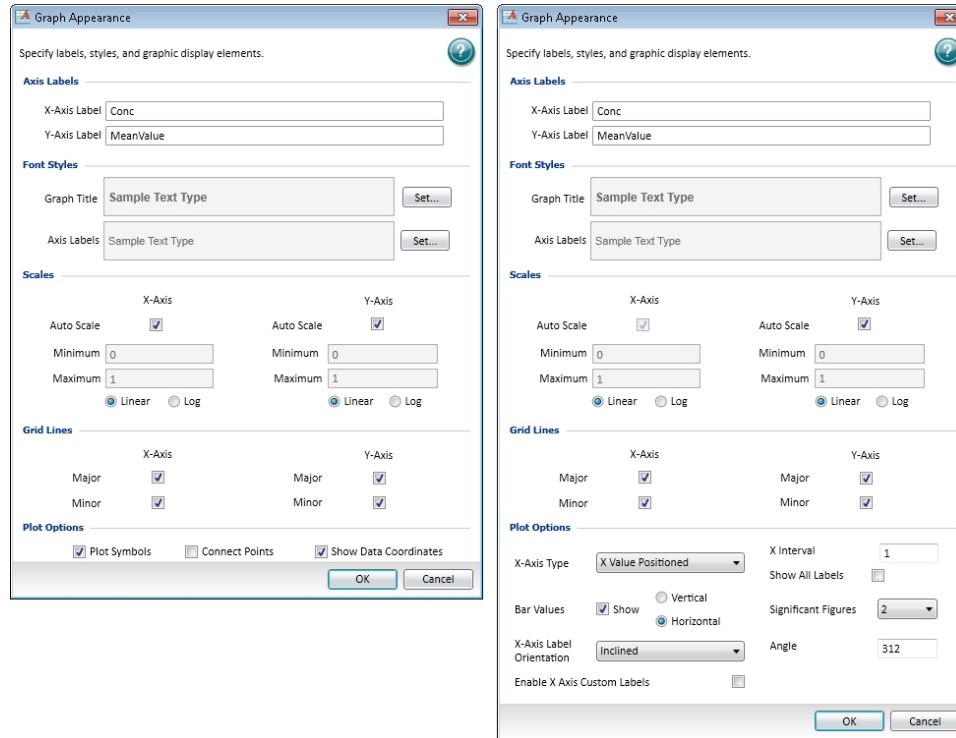 Graph Appearance
Specify labels, styles, and graphic display elements.
?
Axis Labels
X-Axis Label Conc
Y-Axis Label MeanValue
Font Styles
Graph Title Sample Text Type Set...
Axis Labels Sample Text Type Set...
Scales
X-Axis Y-Axis
Auto Scale Auto Scale
Minimum 0 Minimum 0
Maximum 1 Maximum 1
Linear Log Linear Log
Grid Lines
X-Axis Y-Axis
Major Major
Minor Minor
Plot Options
Plot Symbols Connect Points Show Data Coordinates
OK Cancel
Graph Appearance
Specify labels, styles, and graphic display elements.
?
Axis Labels
X-Axis Label Conc
Y-Axis Label MeanValue
Font Styles
Graph Title Sample Text Type Set...
Axis Labels Sample Text Type Set...
Scales
X-Axis Y-Axis
Auto Scale Auto Scale
Minimum 0 Minimum 0
Maximum 1 Maximum 1
Linear Log Linear Log
Grid Lines
X-Axis Y-Axis
Major Major
Minor Minor
Plot Options
X-Axis Type X Value Positioned X Interval 1
Show All Labels
Bar Values Show Vertical
Horizontal Significant Figures 2
X-Axis Label
Orientation Inclined Angle 312
Enable X Axis Custom Labels
OK Cancel